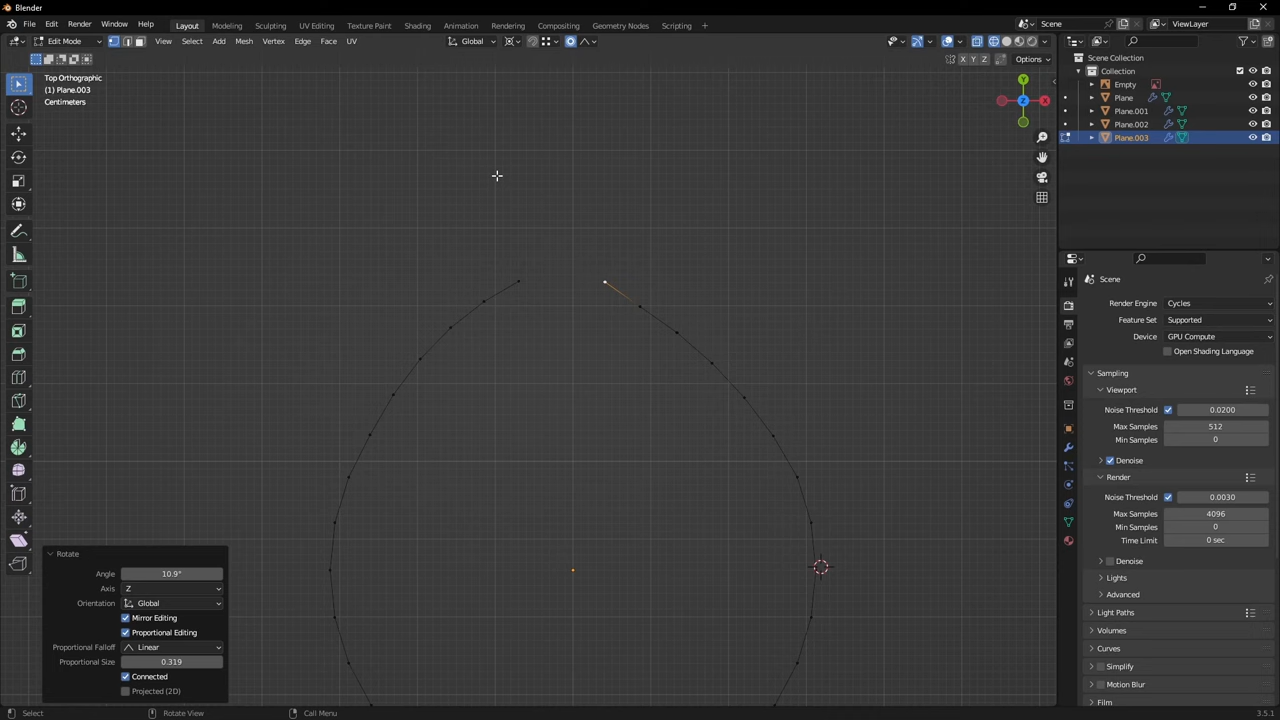 Blender
File Edit Render Window Help Layout Modeling Sculpting UV Editing Texture Paint Shading Animation Rendering Compositing Geometry Nodes Scripting + Scene ViewLayer
Edit Mode View Select Add Mesh Vertex Edge Face UV Global
X Y Z Options
Top Orthographic
(1) Plane.003
Centimeters
Z
X
Y
Scene Collection
Collection
Empty
Plane
Plane.001
Plane.002
Plane.003
Scene
Render Engine Cycles
Feature Set Supported
Device GPU Compute
Open Shading Language
Sampling
Viewport
Noise Threshold 0.0200
Max Samples 512
Min Samples 0
Denoise
Render
Noise Threshold 0.0030
Max Samples 4096
Min Samples 0
Time Limit 0 sec
Denoise
Lights
Advanced
Light Paths
Volumes
Curves
Simplify
Motion Blur
Film
Rotate
Angle 10.9°
Axis Z
Orientation Global
Mirror Editing
Proportional Editing
Proportional Falloff Linear
Proportional Size 0.319
Connected
Projected (2D)
Select Rotate View Call Menu 3.5.1